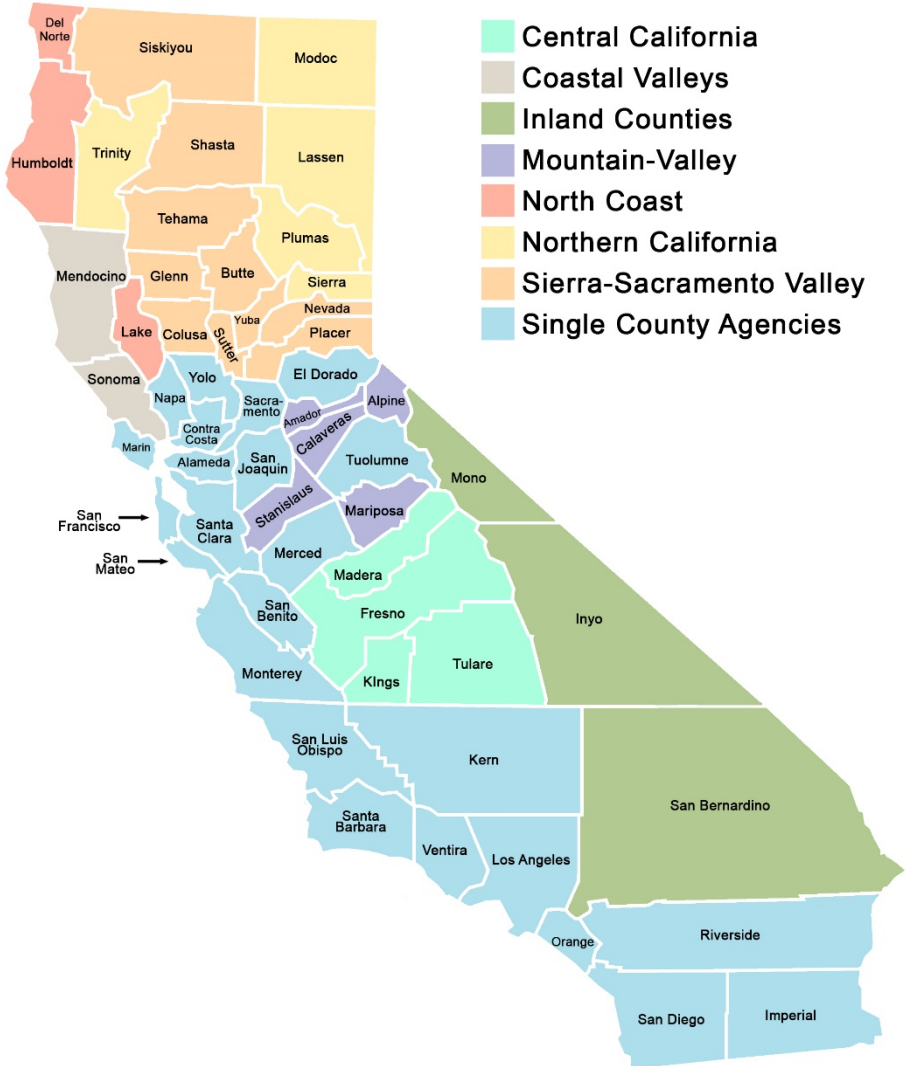 Del
Norte
Siskiyou
Modoc
Central California
Coastal Valleys
Inland Counties
Mountain-Valley
North Coast
Northern California
Sierra-Sacramento Valley
Single County Agencies
Humboldt
Trinity
Shasta
Lassen
Tehama
Plumas
Mendocino
Glenn
Butte
Sierra
Lake
Colusa
Sutter
Yuba
Nevada
Placer
Sonoma
Napa
Yolo
Sacra-
mento
El Dorado
Amador
Alpine
Marin
Contra
Costa
Alameda
San
Joaquin
Calaveras
Tuolumne
Mono
San
Francisco
Santa
Clara
Stanislaus
Mariposa
San
Mateo
Merced
Madera
San
Benito
Fresno
Inyo
Monterey
KIngs
Tulare
San Luis
Obispo
Kern
San Bernardino
Santa
Barbara
Ventira
Los Angeles
Orange
Riverside
San Diego
Imperial